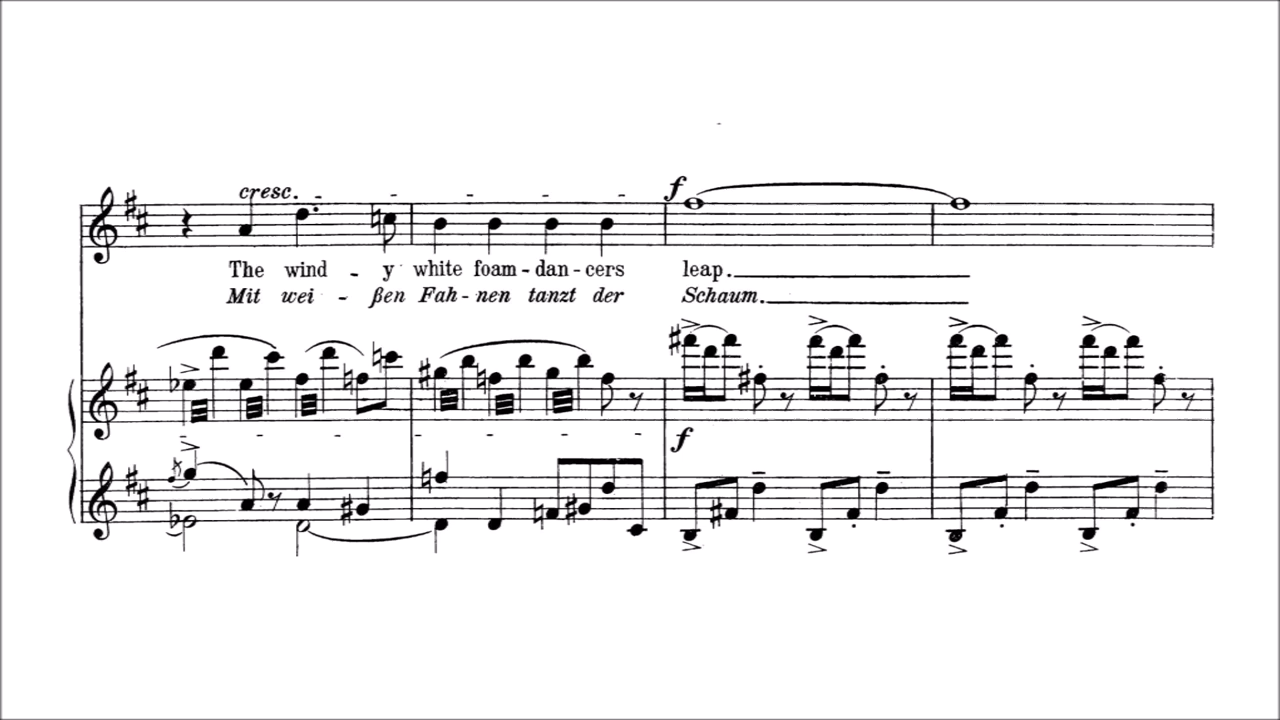 cresc. - - - - - f
The wind - y white foam - dan - cers leap.
Mit wei - ßen Fah - nen tanzt der Schaum.
f